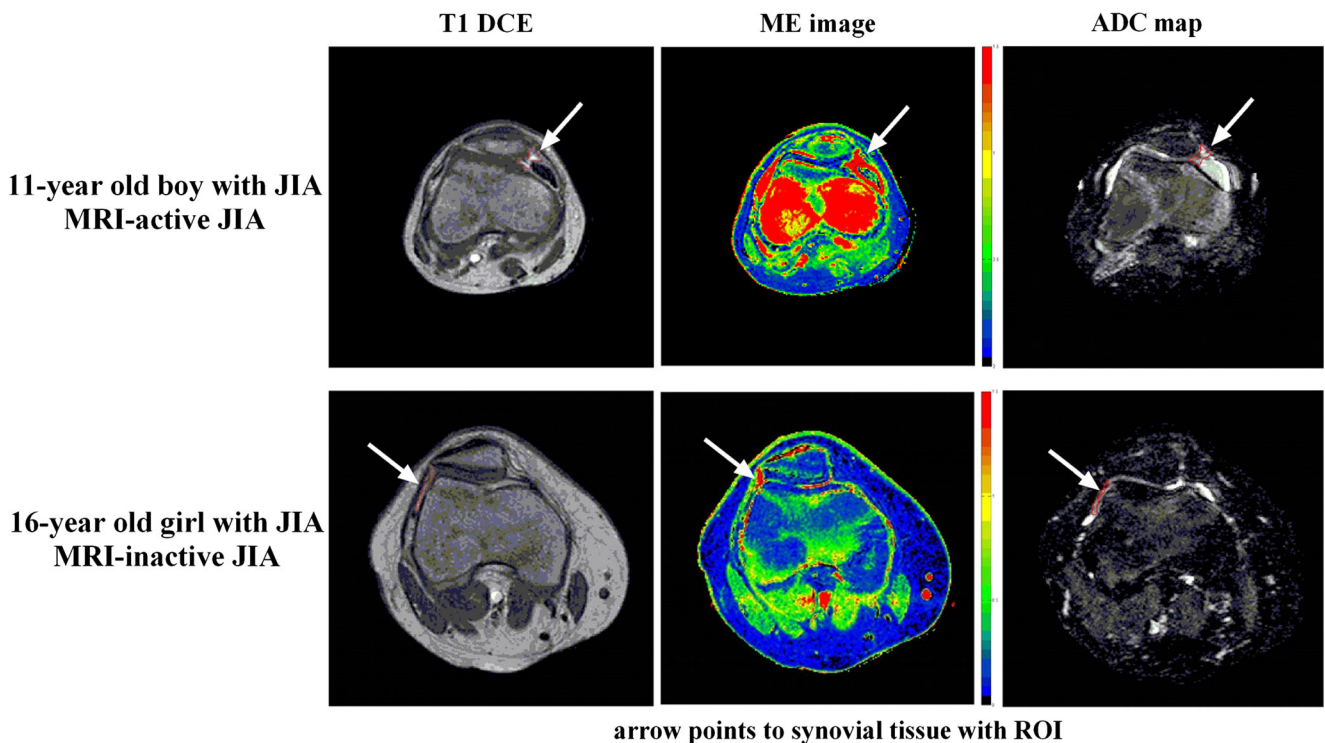 T1 DCE
ME image
ADC map
11-year old boy with JIA
MRI-active JIA
16-year old girl with JIA
MRI-inactive JIA
arrow points to synovial tissue with ROI